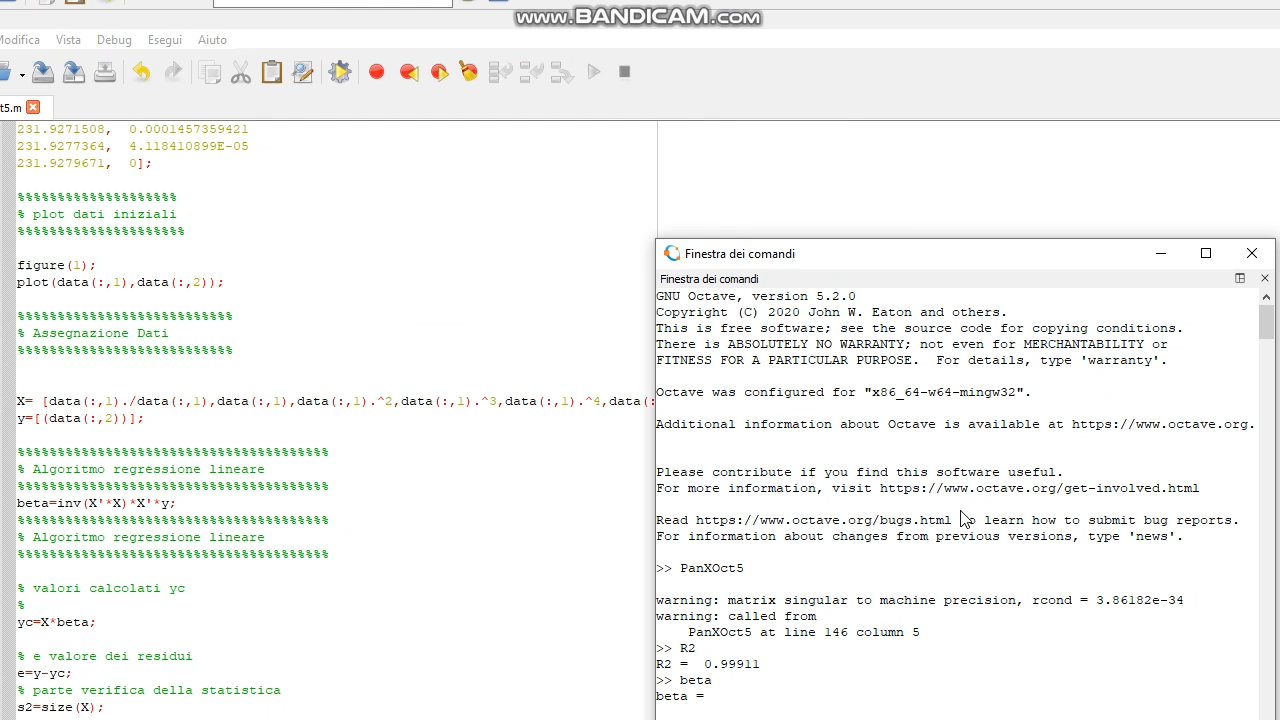 www.BANDICAM.com
Modifica Vista Debug Esegui Aiuto
t5.m
231.9271508, 0.0001457359421
231.9277364, 4.118410899E-05
231.9279671, 0];
%%%%%%%%%%%%%%%%%%%%
% plot dati iniziali
%%%%%%%%%%%%%%%%%%%%%
figure(1);
plot(data(:,1),data(:,2));
%%%%%%%%%%%%%%%%%%%%%%%%%%%
% Assegnazione Dati
%%%%%%%%%%%%%%%%%%%%%%%%%%%
X= [data(:,1)./data(:,1),data(:,1),data(:,1).^2,data(:,1).^3,data(:,1).^4,data(:
y=[(data(:,2))];
%%%%%%%%%%%%%%%%%%%%%%%%%%%%%%%%%%%%%%%
% Algoritmo regressione lineare
%%%%%%%%%%%%%%%%%%%%%%%%%%%%%%%%%%%%%%%
beta=inv(X'*X)*X'*y;
%%%%%%%%%%%%%%%%%%%%%%%%%%%%%%%%%%%%%%%
% Algoritmo regressione lineare
%%%%%%%%%%%%%%%%%%%%%%%%%%%%%%%%%%%%%%%
% valori calcolati yc
%
yc=X*beta;
% e valore dei residui
e=y-yc;
% parte verifica della statistica
s2=size(X);
Finestra dei comandi
Finestra dei comandi
GNU Octave, version 5.2.0
Copyright (C) 2020 John W. Eaton and others.
This is free software; see the source code for copying conditions.
There is ABSOLUTELY NO WARRANTY; not even for MERCHANTABILITY or
FITNESS FOR A PARTICULAR PURPOSE.  For details, type 'warranty'.
Octave was configured for "x86_64-w64-mingw32".
Additional information about Octave is available at https://www.octave.org.
Please contribute if you find this software useful.
For more information, visit https://www.octave.org/get-involved.html
Read https://www.octave.org/bugs.html to learn how to submit bug reports.
For information about changes from previous versions, type 'news'.
>> PanXOct5
warning: matrix singular to machine precision, rcond = 3.86182e-34
warning: called from
PanXOct5 at line 146 column 5
>> R2
R2 =  0.99911
>> beta
beta =